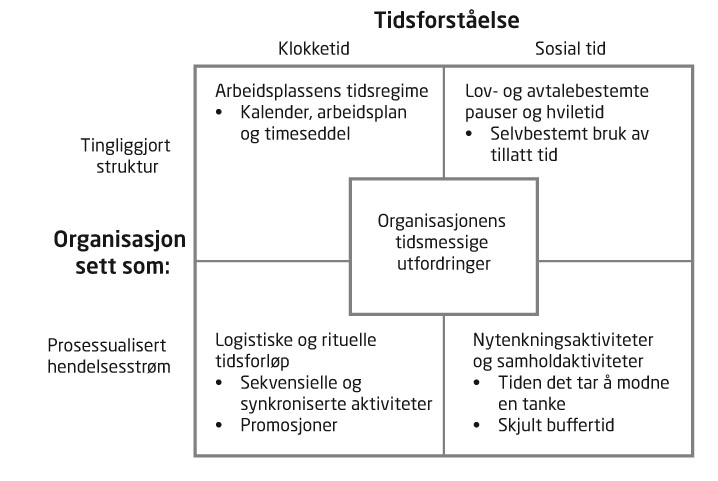 Tidsforståelse
Klokketid
Sosial tid
Tingliggjort
struktur
Arbeidsplassens tidsregime
• Kalender, arbeidsplan
og timeseddel
Lov- og avtalebestemte
pauser og hviletid
• Selvbestemt bruk av
tillatt tid
Organisasjon
sett som:
Organisasjonens
tidsmessige
utfordringer
Prosessualisert
hendelsesstrøm
Logistiske og rituelle
tidsforløp
• Sekvensielle og
synkroniserte aktiviteter
• Promosjoner
Nytenkningsaktiviteter
og samholdaktiviteter
• Tiden det tar å modne
en tanke
• Skjult buffertid